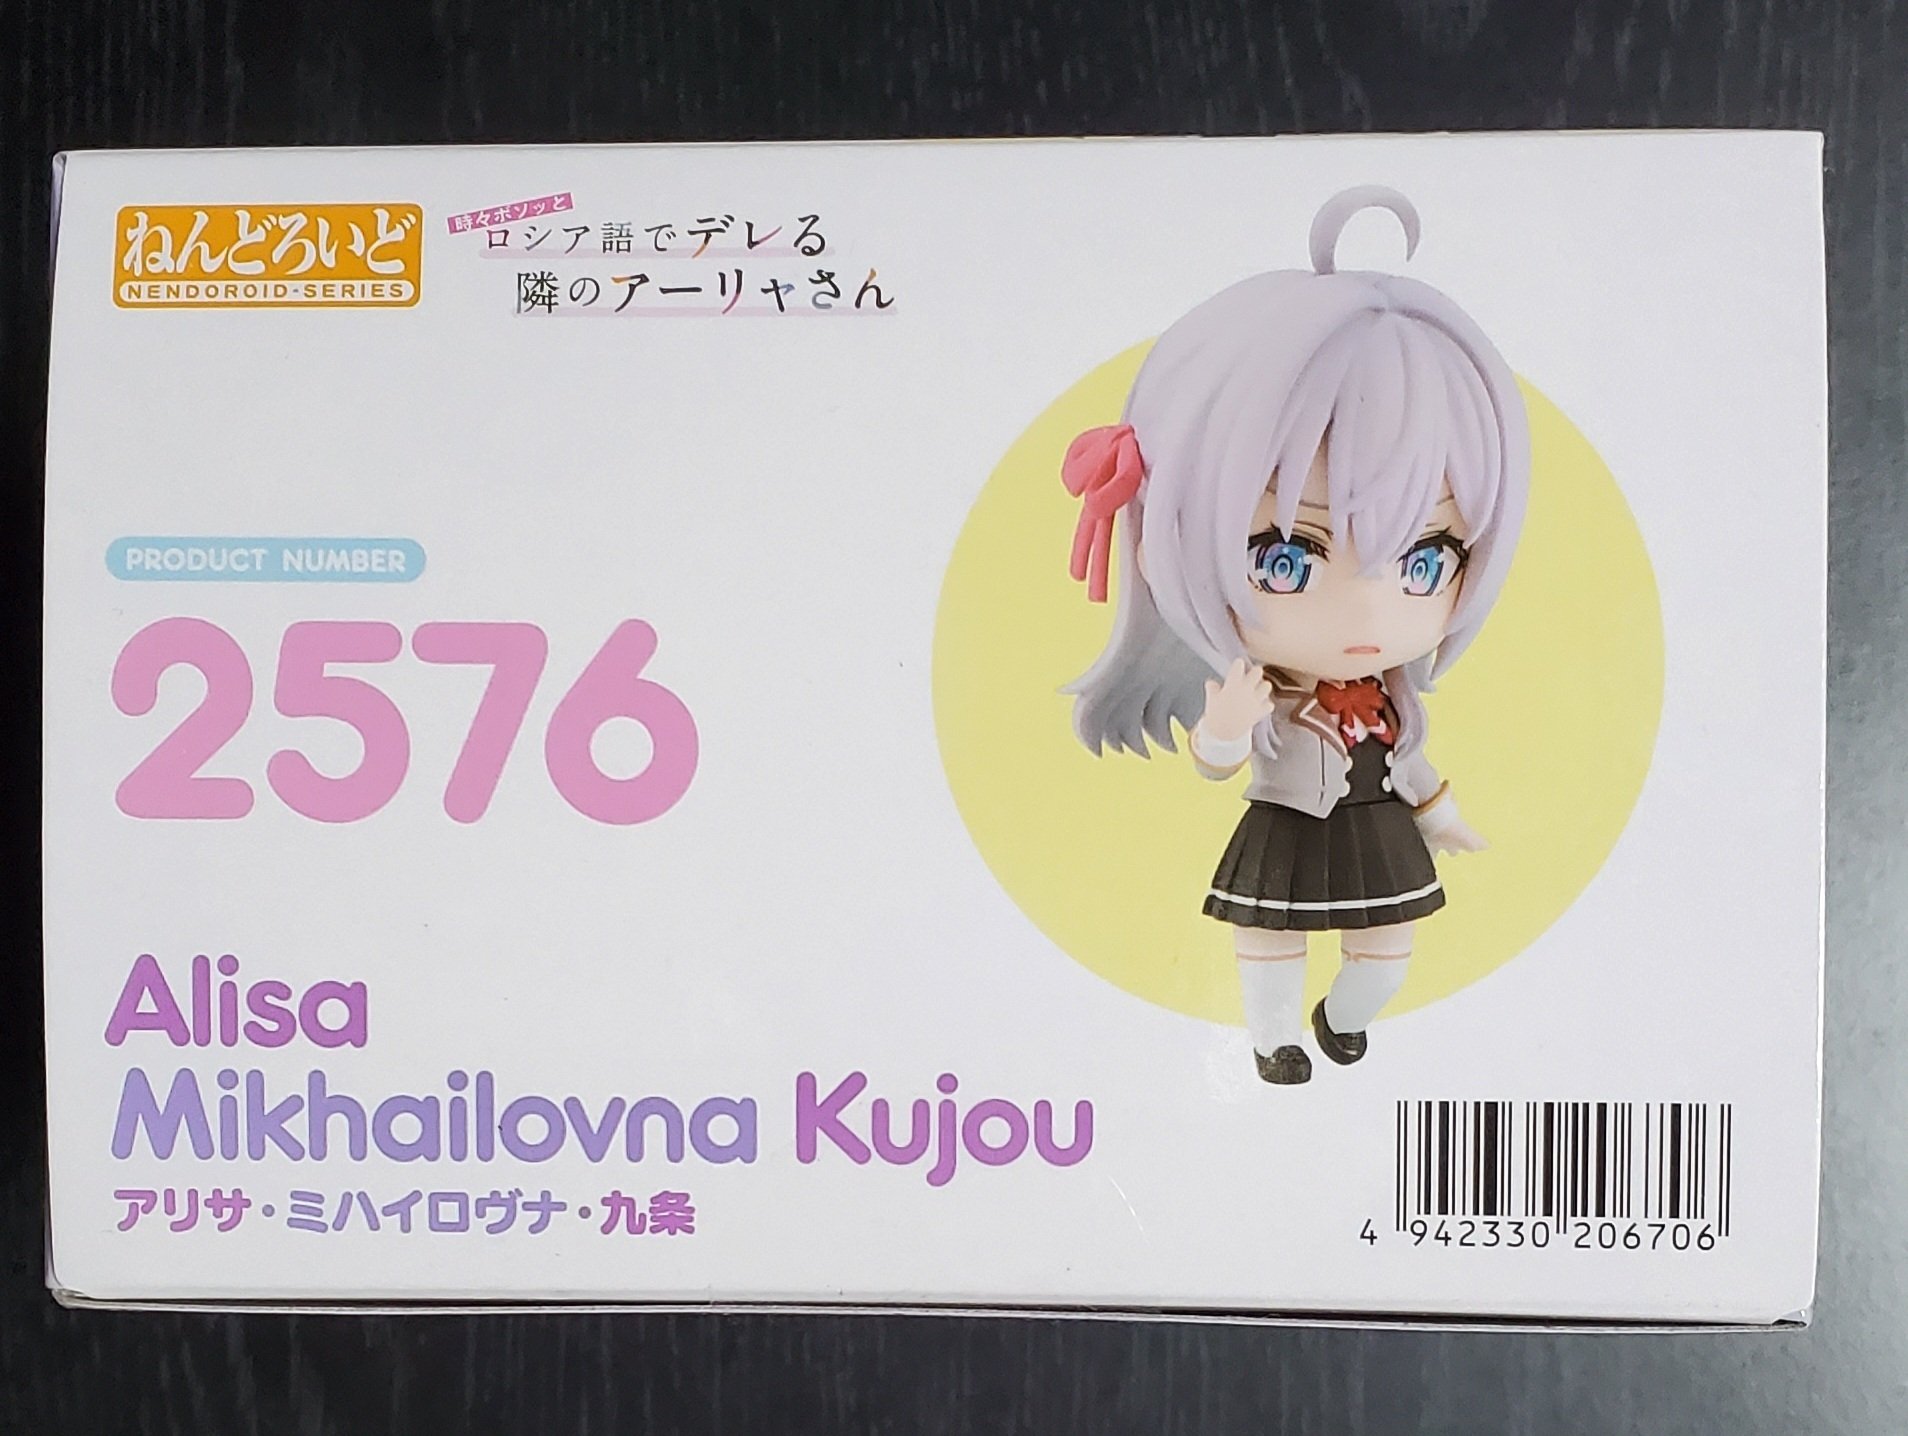 ねんどろいど
NENDOROID-SERIES
時々ボソッと
ロシア語でデレる
隣のアーリャさん
PRODUCT NUMBER
2576
Alisa
Mikhailovna Kujou
アリサ・ミハイロヴナ・九条
4 942330 206706